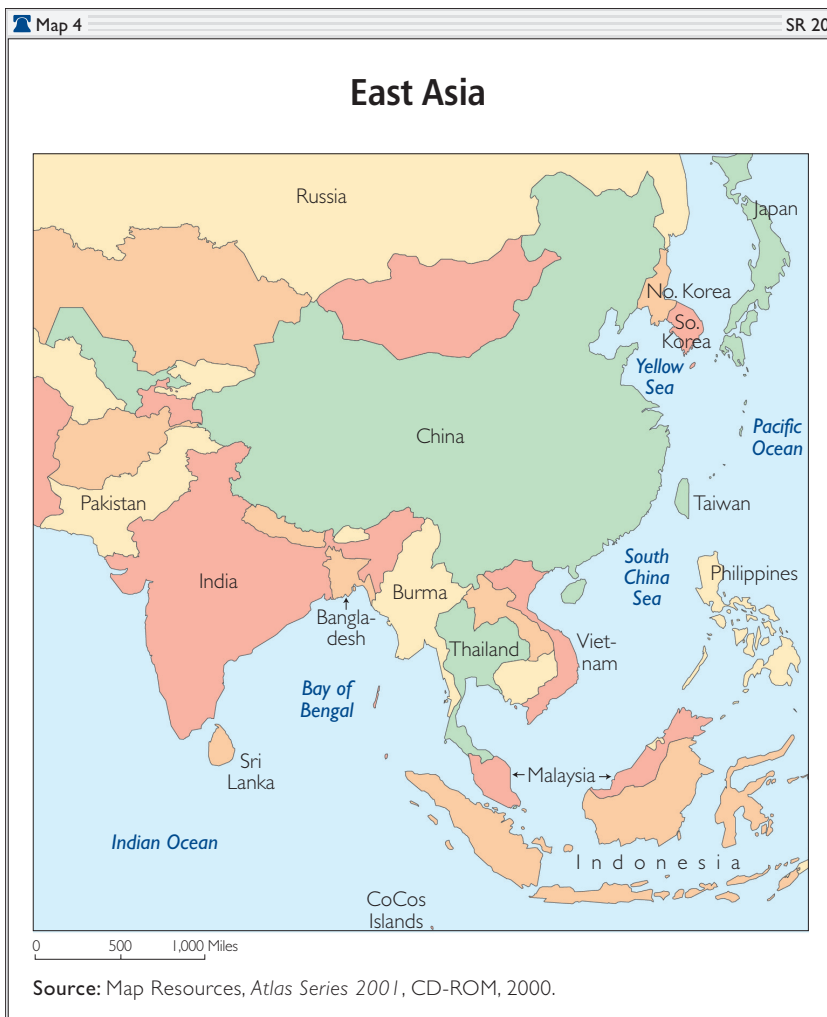 Map 4
SR 20
East Asia
Russia
Japan
No. Korea
So.
Korea
Yellow
Sea
China
Pacific
Ocean
Pakistan
Taiwan
India
Burma
South
China
Sea
Philippines
Bangla-
desh
Thailand
Viet-
nam
Bay of
Bengal
Sri
Lanka
Malaysia
Indian Ocean
Indonesia
CoCos
Islands
0 500 1,000 Miles
Source: Map Resources, Atlas Series 2001, CD-ROM, 2000.